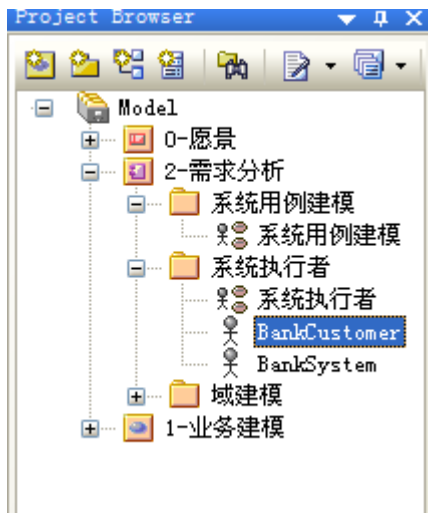 Project Browser
Model
0-愿景
2-需求分析
系统用例建模
系统用例建模
系统执行者
系统执行者
BankCustomer
BankSystem
域建模
1-业务建模